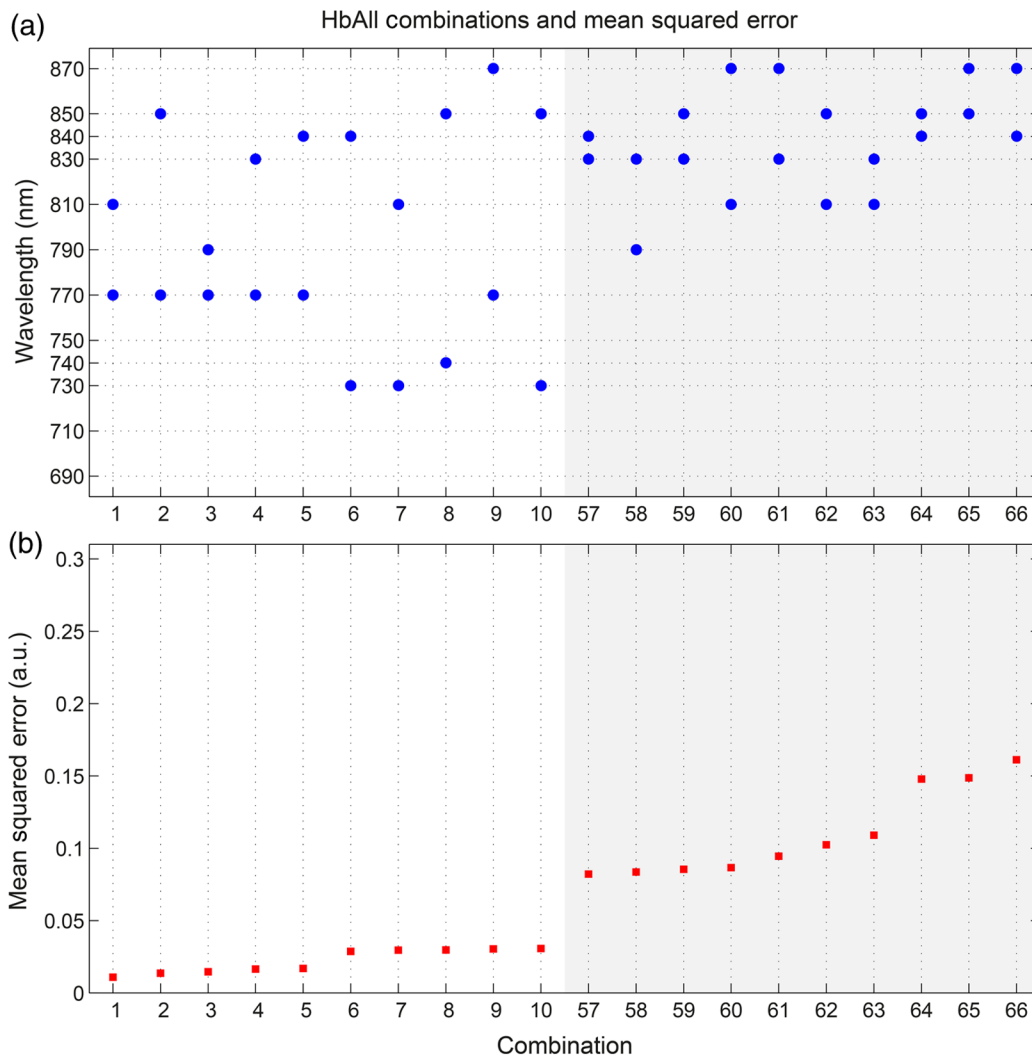 (a)
HbAll combinations and mean squared error
Wavelength (nm)
870
850
840
830
810
790
770
750
740
730
710
690
1 2 3 4 5 6 7 8 9 10 57 58 59 60 61 62 63 64 65 66
(b)
Mean squared error (a.u.)
0.3
0.25
0.2
0.15
0.1
0.05
0
1 2 3 4 5 6 7 8 9 10 57 58 59 60 61 62 63 64 65 66
Combination